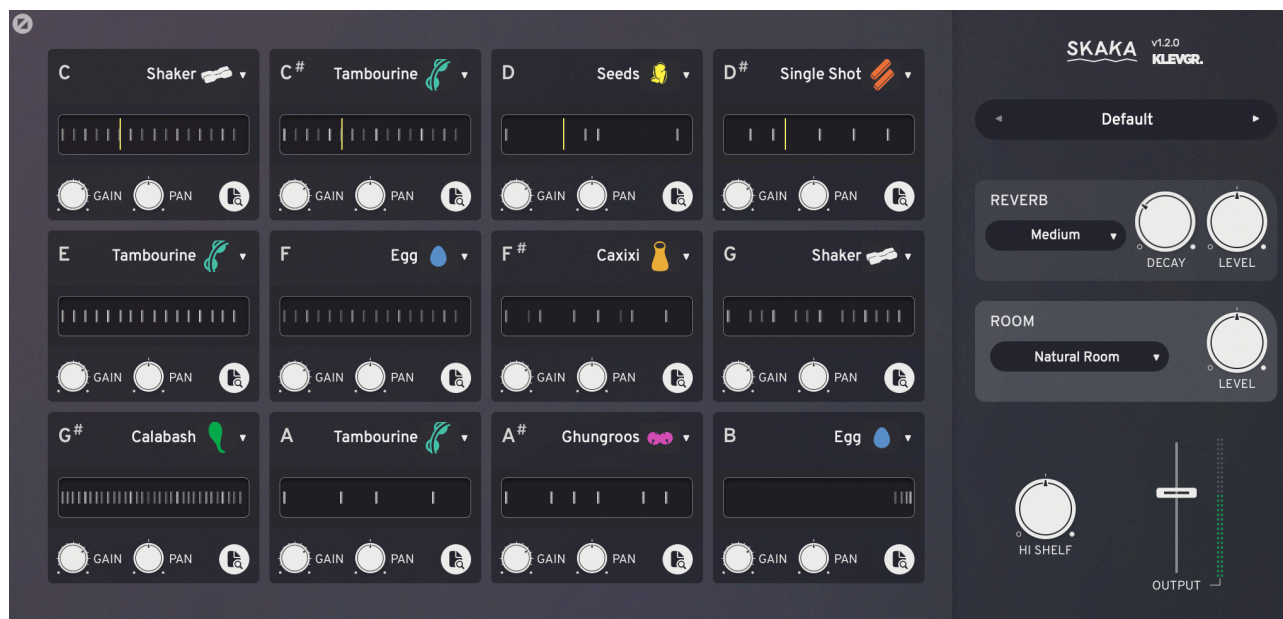 SKAKA v1.2.0
KLEVGR.
Default
C Shaker
C# Tambourine
D Seeds
D# Single Shot
GAIN PAN
GAIN PAN
GAIN PAN
GAIN PAN
E Tambourine
F Egg
F# Caxixi
G Shaker
GAIN PAN
GAIN PAN
GAIN PAN
GAIN PAN
G# Calabash
A Tambourine
A# Ghungroos
B Egg
GAIN PAN
GAIN PAN
GAIN PAN
GAIN PAN
REVERB
Medium
DECAY LEVEL
ROOM
Natural Room
LEVEL
HI SHELF
OUTPUT